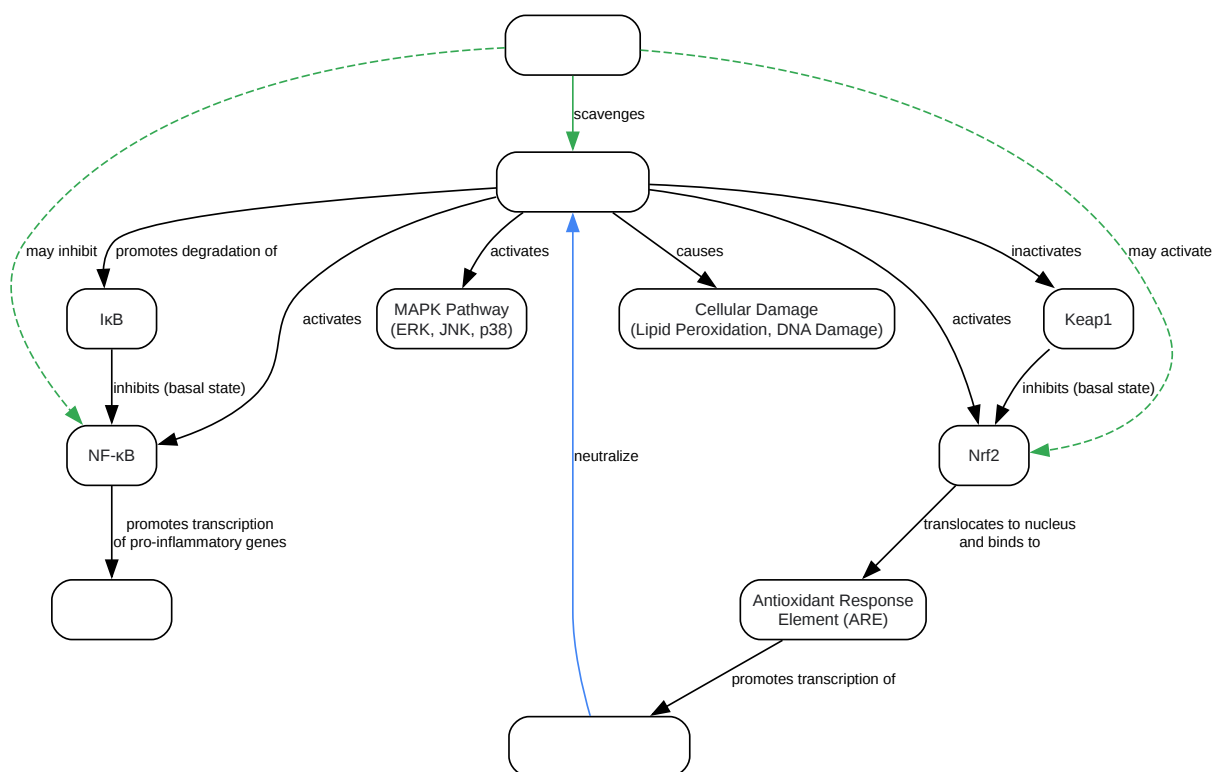 scavenges
may inhibit
promotes degradation of
activates
causes
inactivates
may activate
IκB
activates
MAPK Pathway
(ERK, JNK, p38)
Cellular Damage
(Lipid Peroxidation, DNA Damage)
activates
Keap1
inhibits (basal state)
inhibits (basal state)
NF-κB
neutralize
Nrf2
promotes transcription
of pro-inflammatory genes
translocates to nucleus
and binds to
Antioxidant Response
Element (ARE)
promotes transcription of